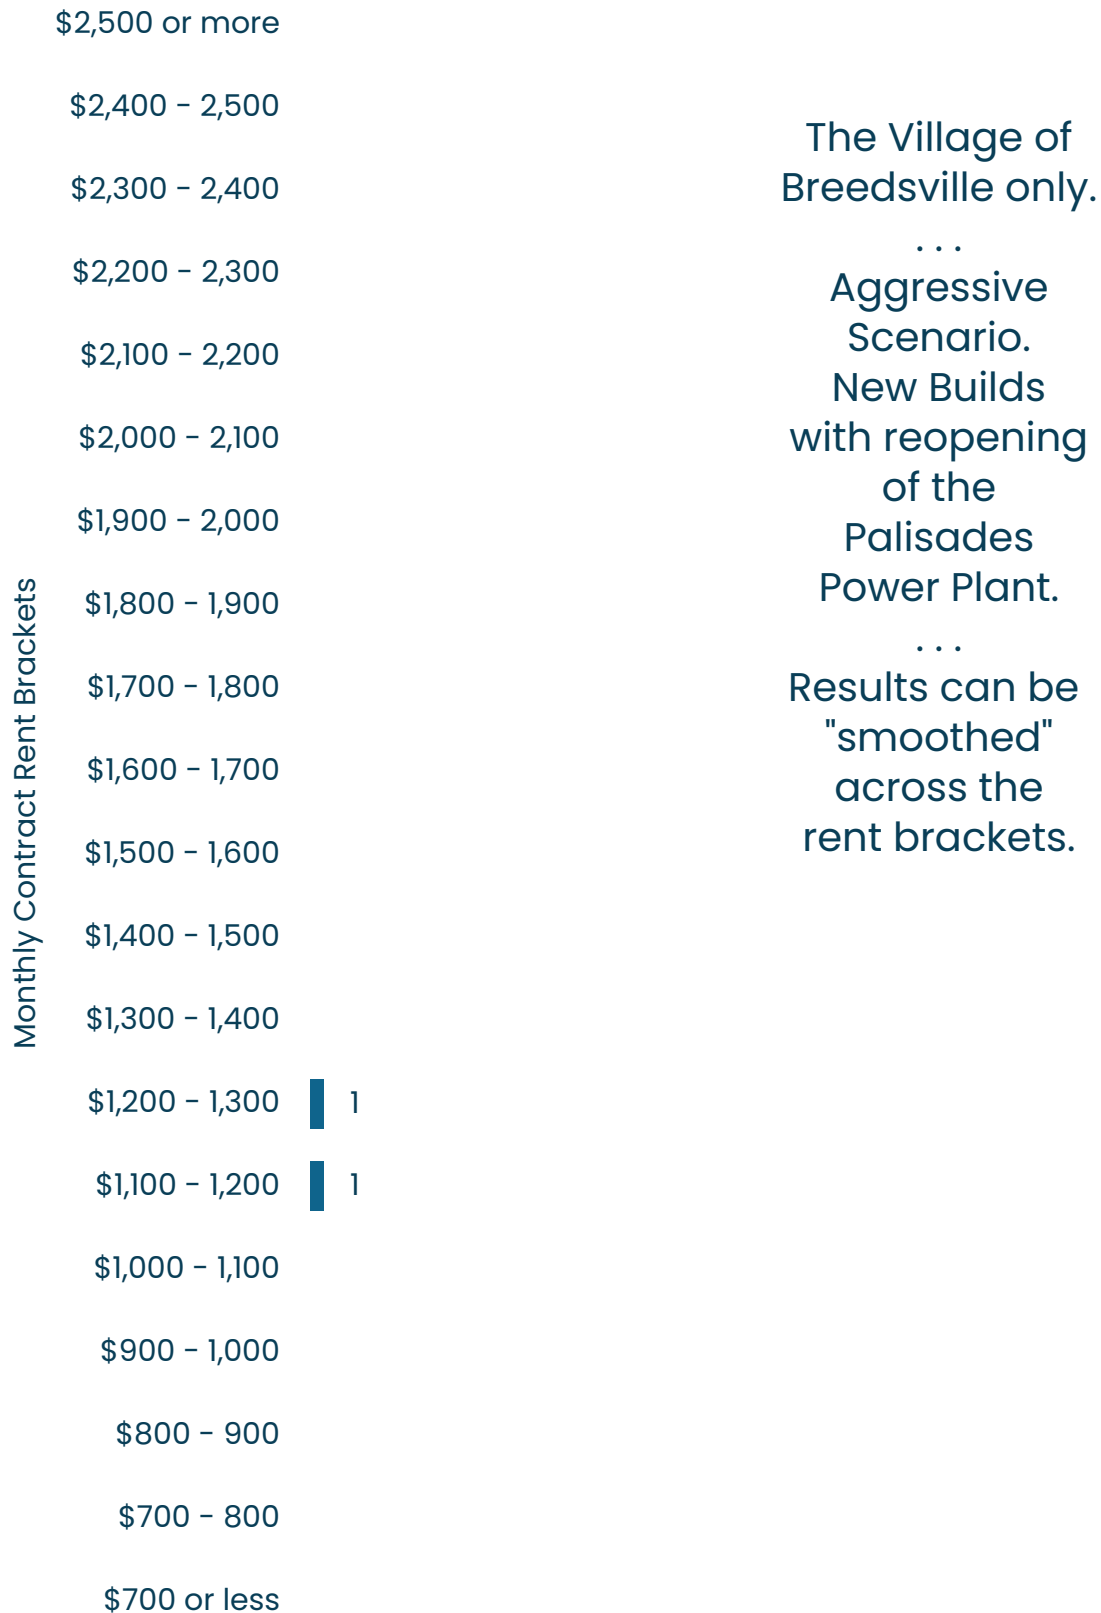 $2,500 or more
$2,400 - 2,500
$2,300 - 2,400
$2,200 - 2,300
$2,100 - 2,200
$2,000 - 2,100
$1,900 - 2,000
$1,800 - 1,900
$1,700 - 1,800
$1,600 - 1,700
$1,500 - 1,600
$1,400 - 1,500
$1,300 - 1,400
$1,200 - 1,300 1
$1,100 - 1,200 1
$1,000 - 1,100
$900 - 1,000
$800 - 900
$700 - 800
$700 or less
Monthly Contract Rent Brackets
The Village of
Breedsville only.
. . .
Aggressive
Scenario.
New Builds
with reopening
of the
Palisades
Power Plant.
. . .
Results can be
"smoothed"
across the
rent brackets.